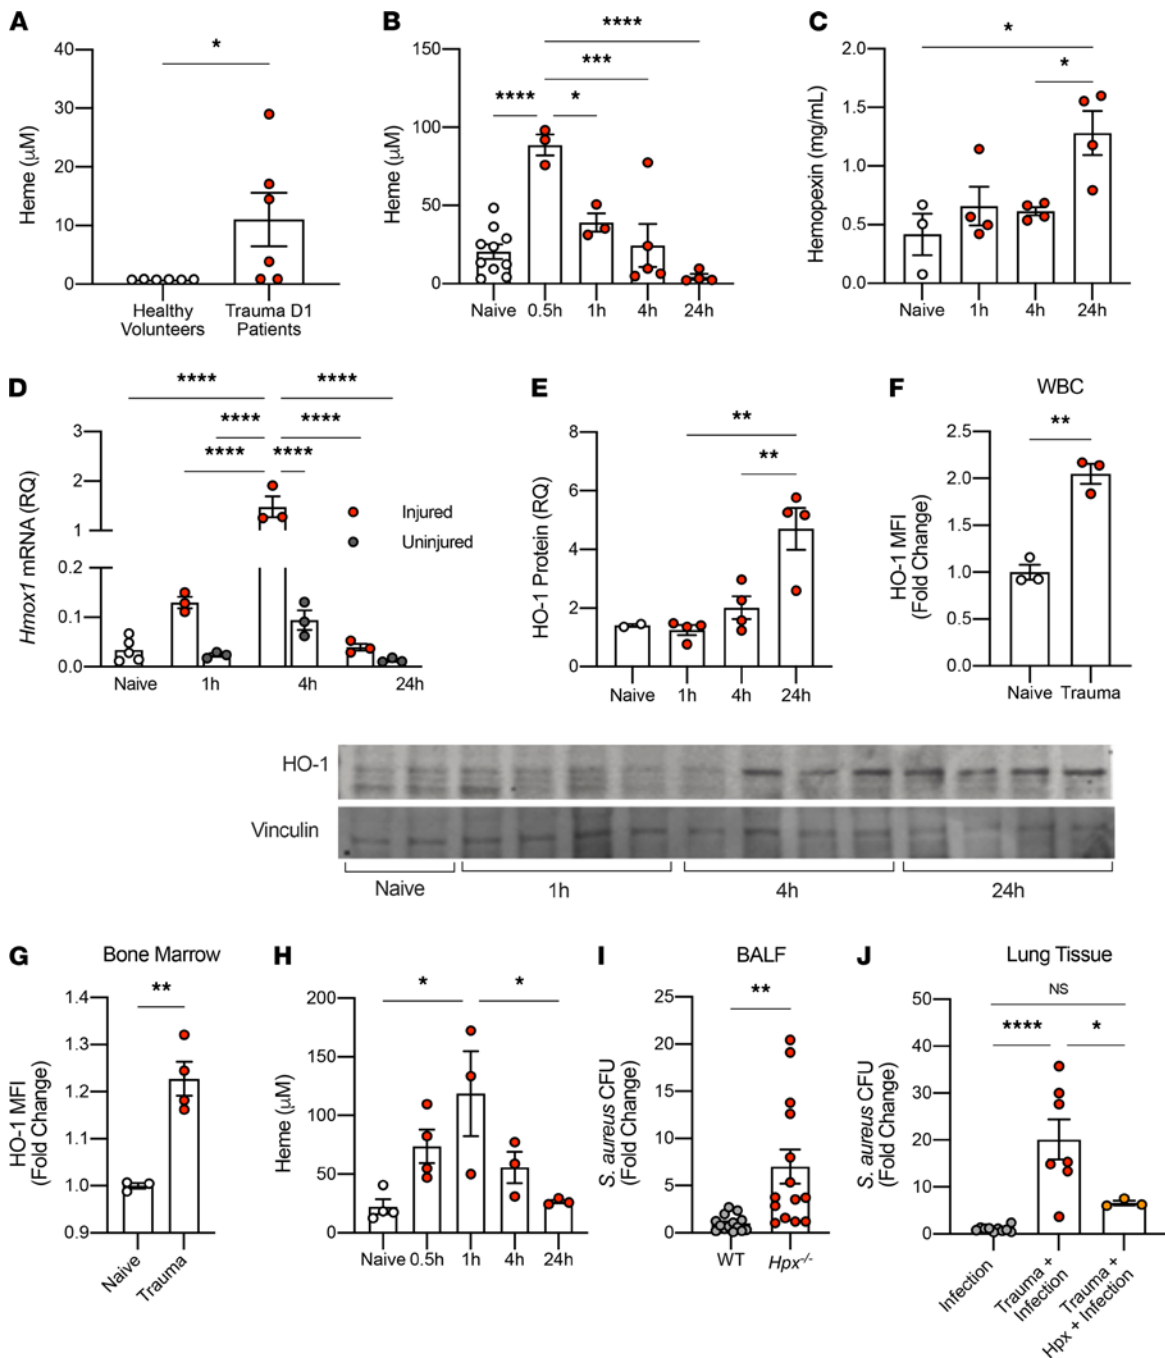 A
*
40
30
20
10
0
Heme (μM)
Healthy
Volunteers
Trauma D1
Patients
B
****
***
****
*
150
100
50
0
Heme (μM)
Naive 0.5h 1h 4h 24h
C
*
*
2.0
1.5
1.0
0.5
0.0
Hemopexin (mg/mL)
Naive 1h 4h 24h
D
**** ****
**** ****
**** ****
3
2
1
0.2
0.1
0.0
Hmox1 mRNA (RQ)
Injured
Uninjured
Naive 1h 4h 24h
E
**
**
8
6
4
2
0
HO-1 Protein (RQ)
Naive 1h 4h 24h
F
WBC
**
2.5
2.0
1.5
1.0
0.5
0.0
HO-1 MFI
(Fold Change)
Naive Trauma
HO-1
Vinculin
Naive 1h 4h 24h
G
Bone Marrow
**
1.4
1.3
1.2
1.1
1.0
0.9
HO-1 MFI
(Fold Change)
Naive
Trauma
H
* *
200
150
100
50
0
Heme (μM)
Naive 0.5h 1h 4h 24h
I
BALF
**
25
20
15
10
5
0
S. aureus CFU
(Fold Change)
WT Hpx-/-
J
Lung Tissue
NS
**** *
50
40
30
20
10
0
S. aureus CFU
(Fold Change)
Infection
Trauma +
Infection
Trauma +
Hpx + Infection